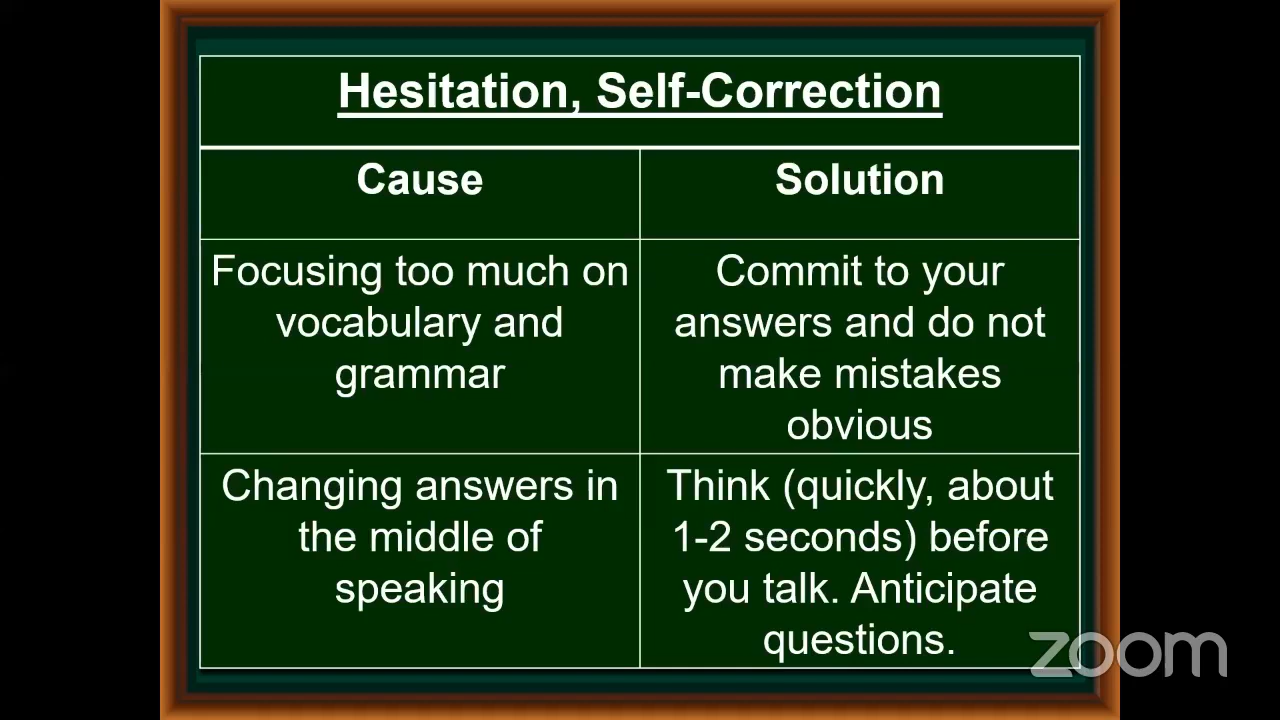 Hesitation, Self-Correction
Cause
Solution
Focusing too much on
vocabulary and
grammar
Commit to your
answers and do not
make mistakes
obvious
Changing answers in
the middle of
speaking
Think (quickly, about
1-2 seconds) before
you talk. Anticipate
questions.
zoom